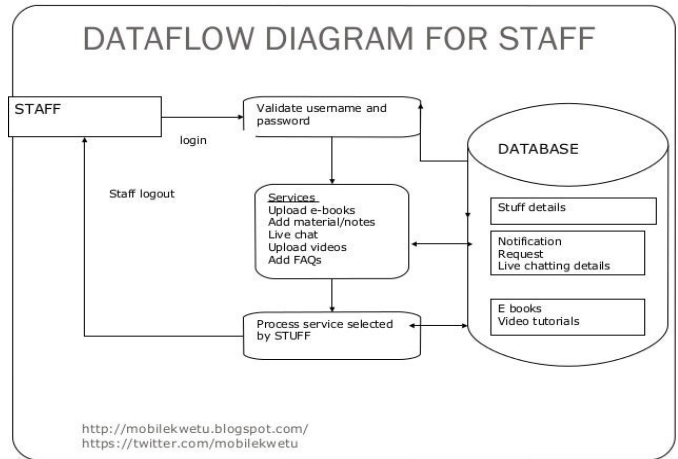 DATAFLOW DIAGRAM FOR STAFF
STAFF
login
Validate username and
password
DATABASE
Staff logout
Services
Upload e-books
Add material/notes
Live chat
Upload videos
Add FAQs
Stuff details
Notification
Request
Live chatting details
E books
Video tutorials
Process service selected
by STUFF
http://mobilekwetu.blogspot.com/
https://twitter.com/mobilekwetu